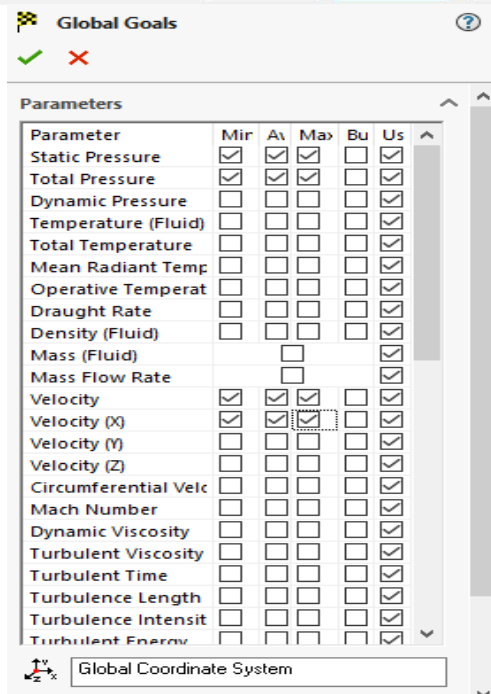 Global Goals
Parameters
Parameter Mir Av Max Bu Us
Static Pressure
Total Pressure
Dynamic Pressure
Temperature (Fluid)
Total Temperature
Mean Radiant Temp
Operative Temperat
Draught Rate
Density (Fluid)
Mass (Fluid)
Mass Flow Rate
Velocity
Velocity (X)
Velocity (Y)
Velocity (Z)
Circumferential Velc
Mach Number
Dynamic Viscosity
Turbulent Viscosity
Turbulent Time
Turbulence Length
Turbulence Intensit
Turbulent Energy
Global Coordinate System